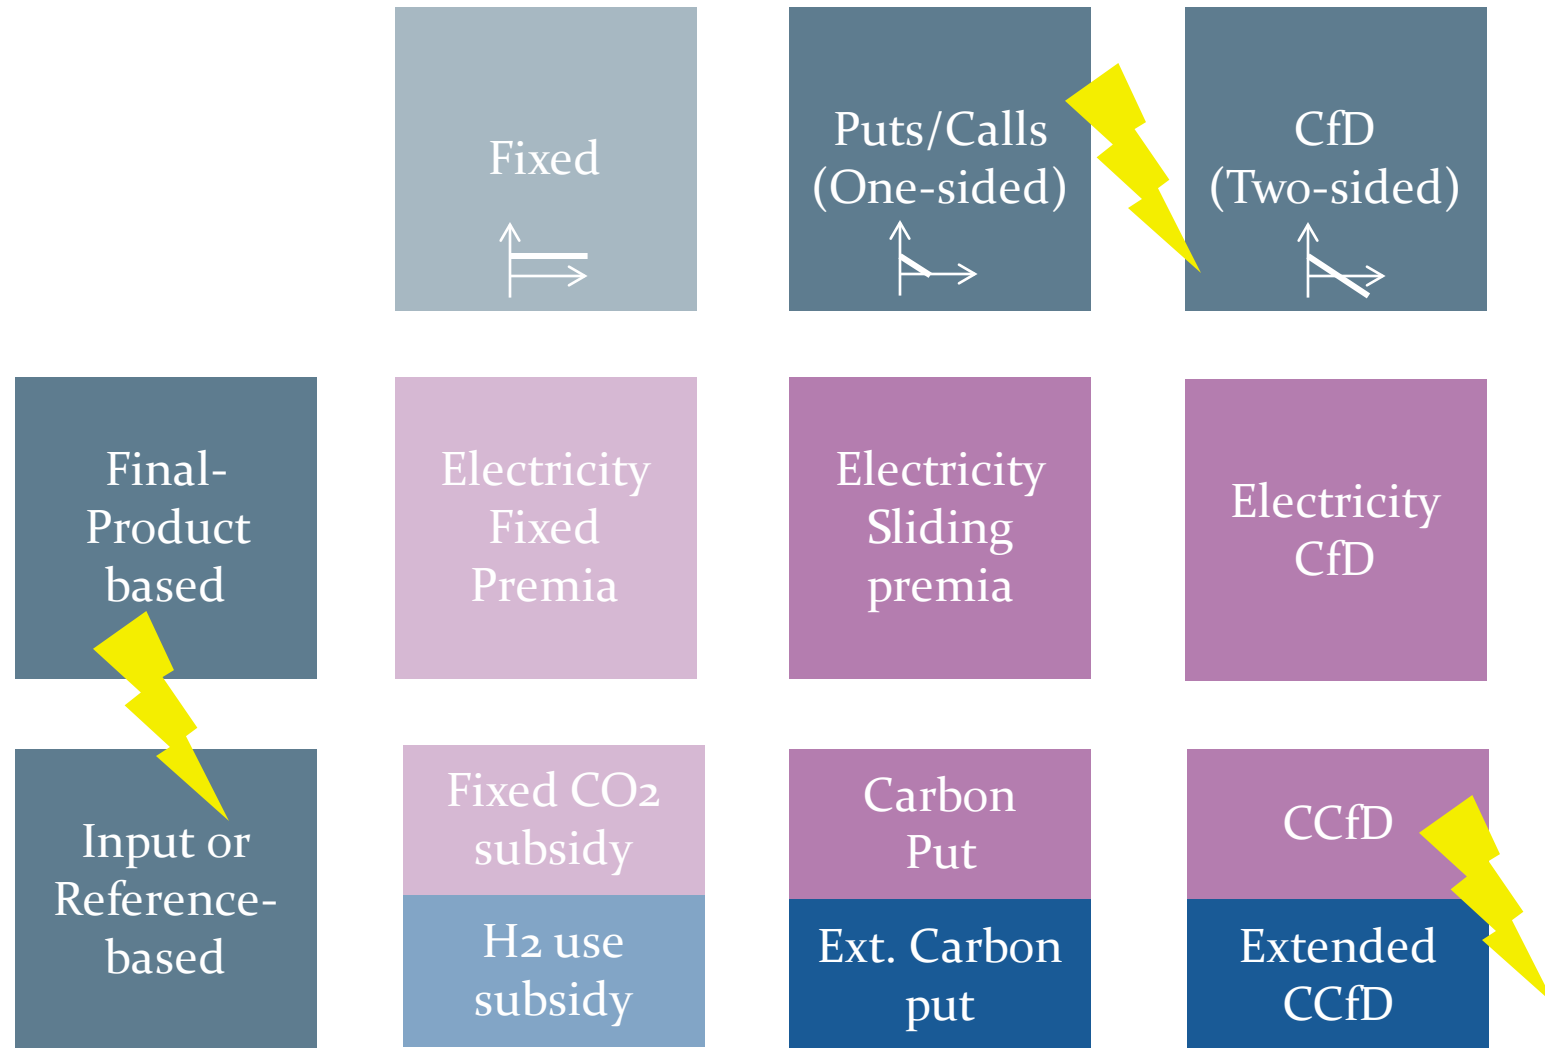 Fixed
Puts/Calls
(One-sided)
CfD
(Two-sided)
Final-
Product
based
Electricity
Fixed
Premia
Electricity
Sliding
premia
Electricity
CfD
Input or
Reference-
based
Fixed CO2
subsidy
H2 use
subsidy
Carbon
Put
Ext. Carbon
put
CCfD
Extended
CCfD